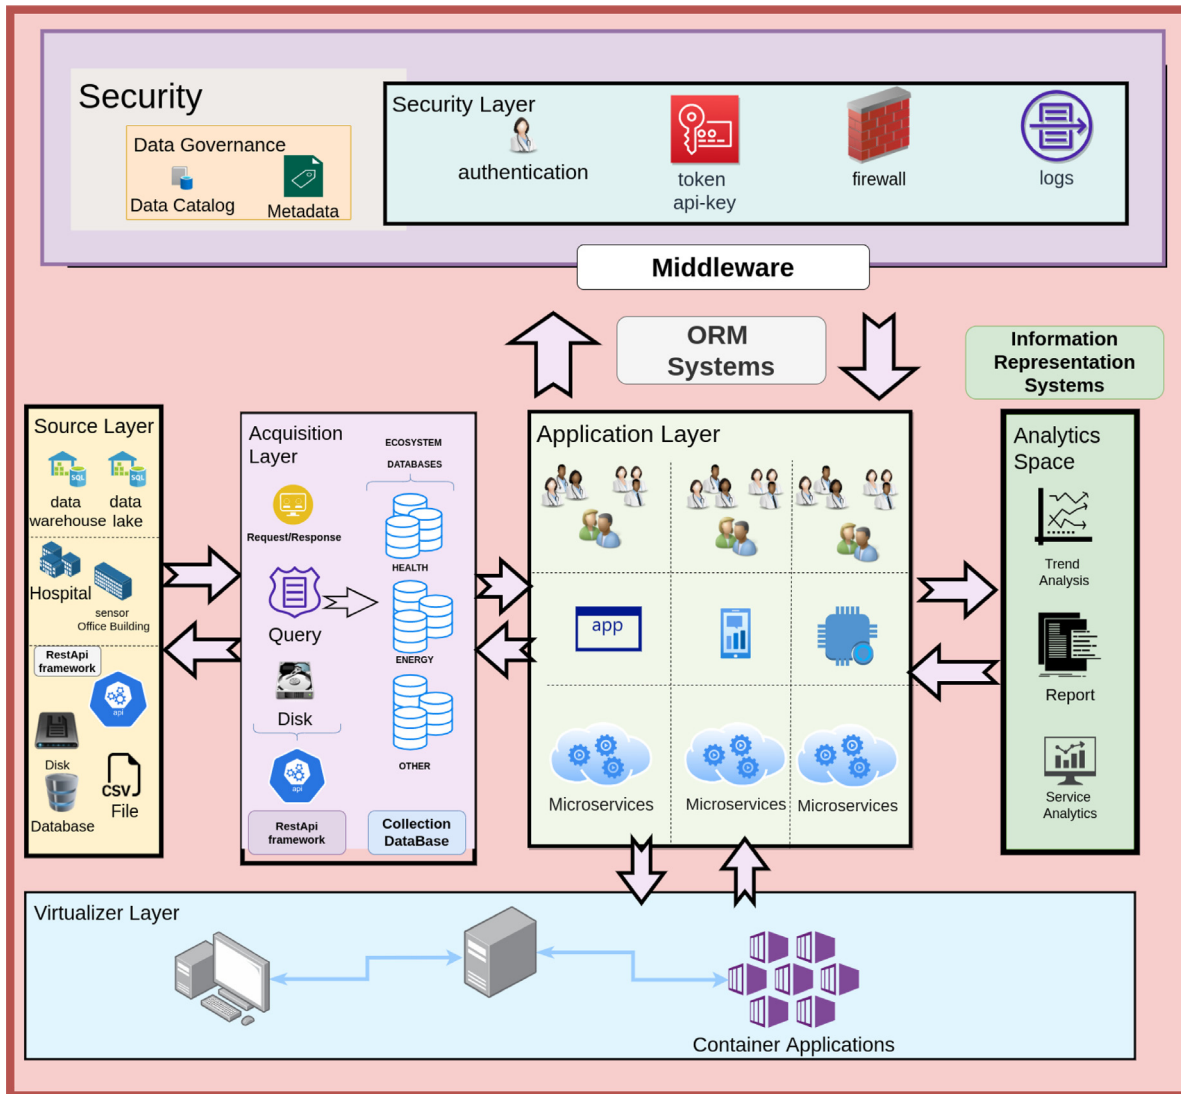 Security
Data Governance
Data Catalog
Metadata
Security Layer
authentication
token
api-key
firewall
logs
Middleware
ORM
Systems
Information
Representation
Systems
Source Layer
data
warehouse
data
lake
Hospital
sensor
Office Building
RestApi
framework
api
Disk
Database
CSV
File
SQL
SQL
Acquisition
Layer
Request/Response
Query
Disk
api
RestApi
framework
ECOSYSTEM
DATABASES
HEALTH
ENERGY
OTHER
Collection
DataBase
Application Layer
app
Microservices
Microservices
Microservices
Analytics
Space
Trend
Analysis
Report
Service
Analytics
Virtualizer Layer
Container Applications